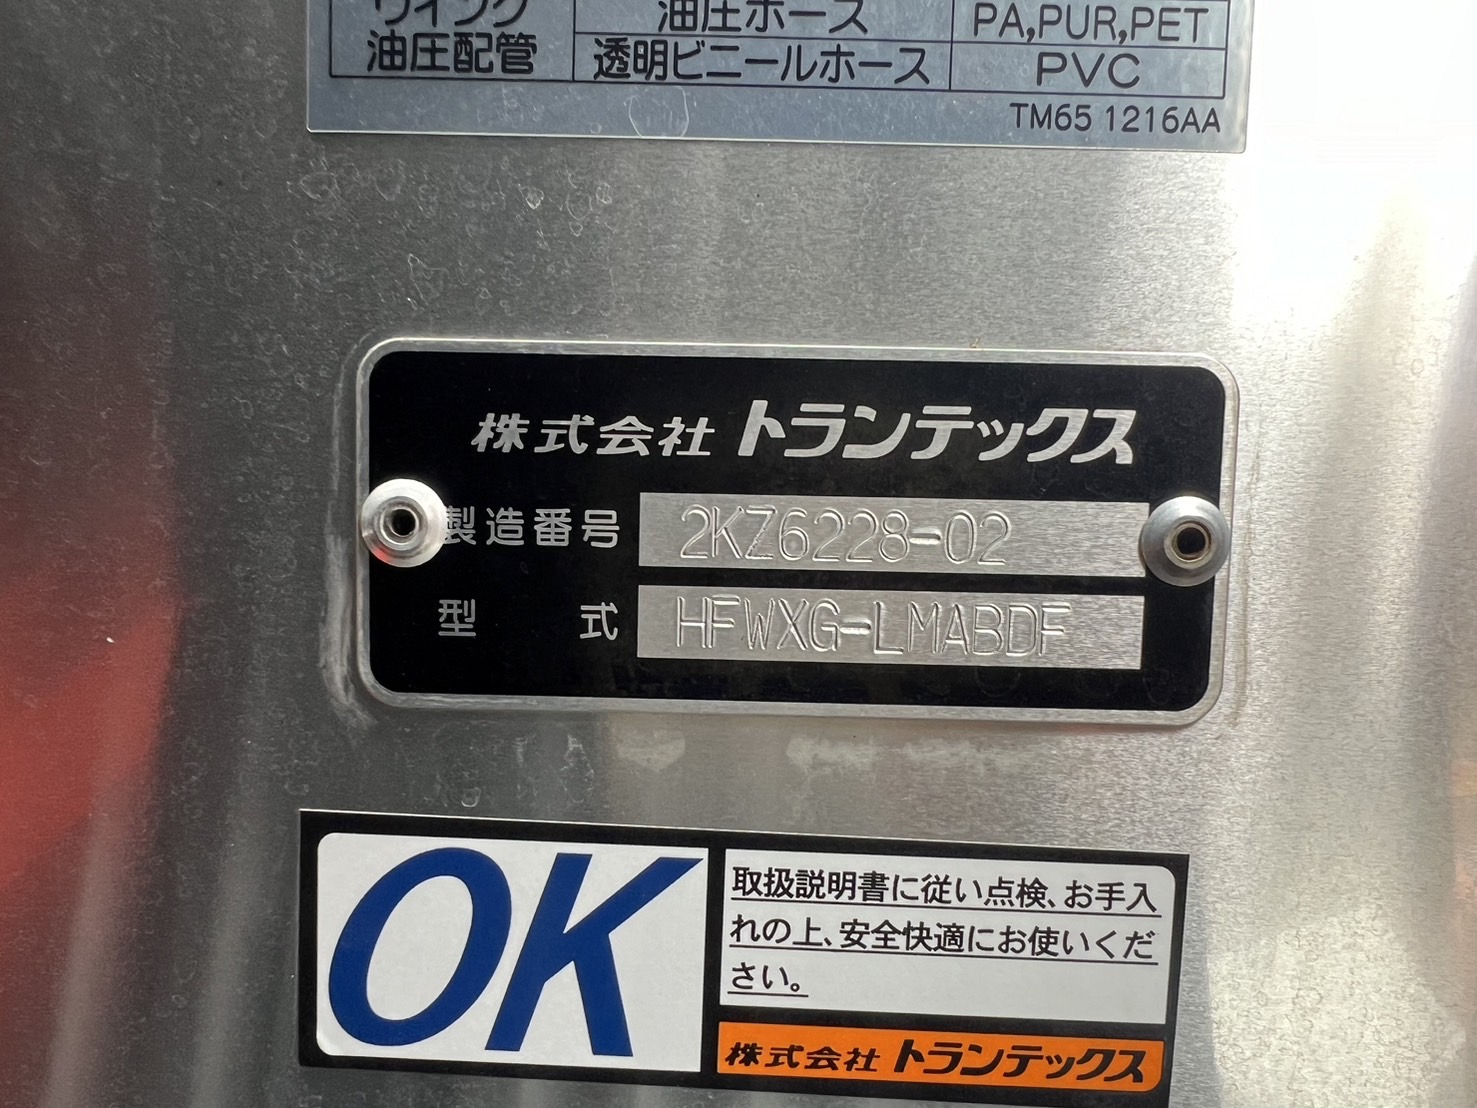 ウイング 油圧ホース PA,PUR,PET
油圧配管 透明ビニールホース PVC
TM65 1216AA
株式会社 トランテックス
製造番号 2KZ6228-02
型式 HFWXG-LMABDF
OK
取扱説明書に従い点検、お手入
れの上、安全快適にお使いくだ
さい。
株式会社 トランテックス